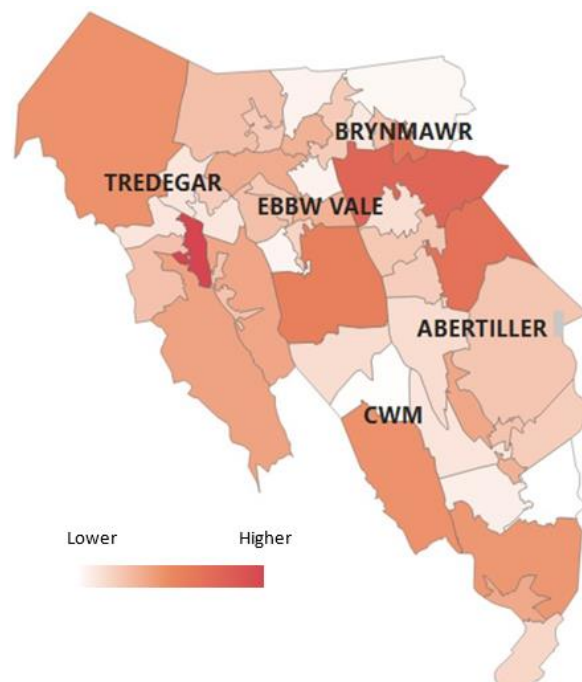 BRYNMAWR
TREDEGAR
EBBW VALE
ABERTILLER
CWM
Lower Higher